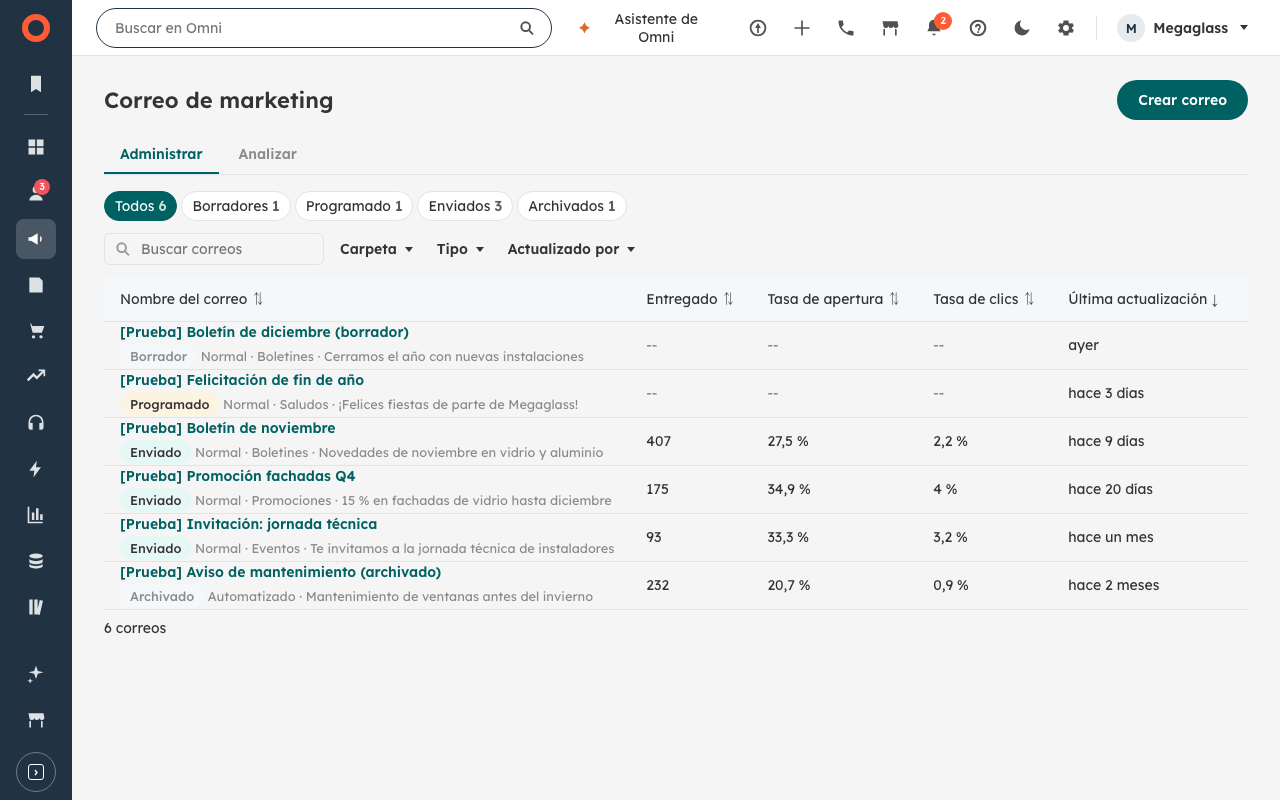 Buscar en Omni
Asistente de
Omni
2
M Megaglass
3
Correo de marketing
Crear correo
Administrar Analizar
Todos 6 Borradores 1 Programado 1 Enviados 3 Archivados 1
Buscar correos Carpeta Tipo Actualizado por
Nombre del correo Entregado Tasa de apertura Tasa de clics Última actualización ↓
[Prueba] Boletín de diciembre (borrador)
Borrador Normal · Boletines · Cerramos el año con nuevas instalaciones
-- -- -- ayer
[Prueba] Felicitación de fin de año
Programado Normal · Saludos · ¡Felices fiestas de parte de Megaglass!
-- -- -- hace 3 días
[Prueba] Boletín de noviembre
Enviado Normal · Boletines · Novedades de noviembre en vidrio y aluminio
407 27,5 % 2,2 % hace 9 días
[Prueba] Promoción fachadas Q4
Enviado Normal · Promociones · 15 % en fachadas de vidrio hasta diciembre
175 34,9 % 4 % hace 20 días
[Prueba] Invitación: jornada técnica
Enviado Normal · Eventos · Te invitamos a la jornada técnica de instaladores
93 33,3 % 3,2 % hace un mes
[Prueba] Aviso de mantenimiento (archivado)
Archivado Automatizado · Mantenimiento de ventanas antes del invierno
232 20,7 % 0,9 % hace 2 meses
6 correos